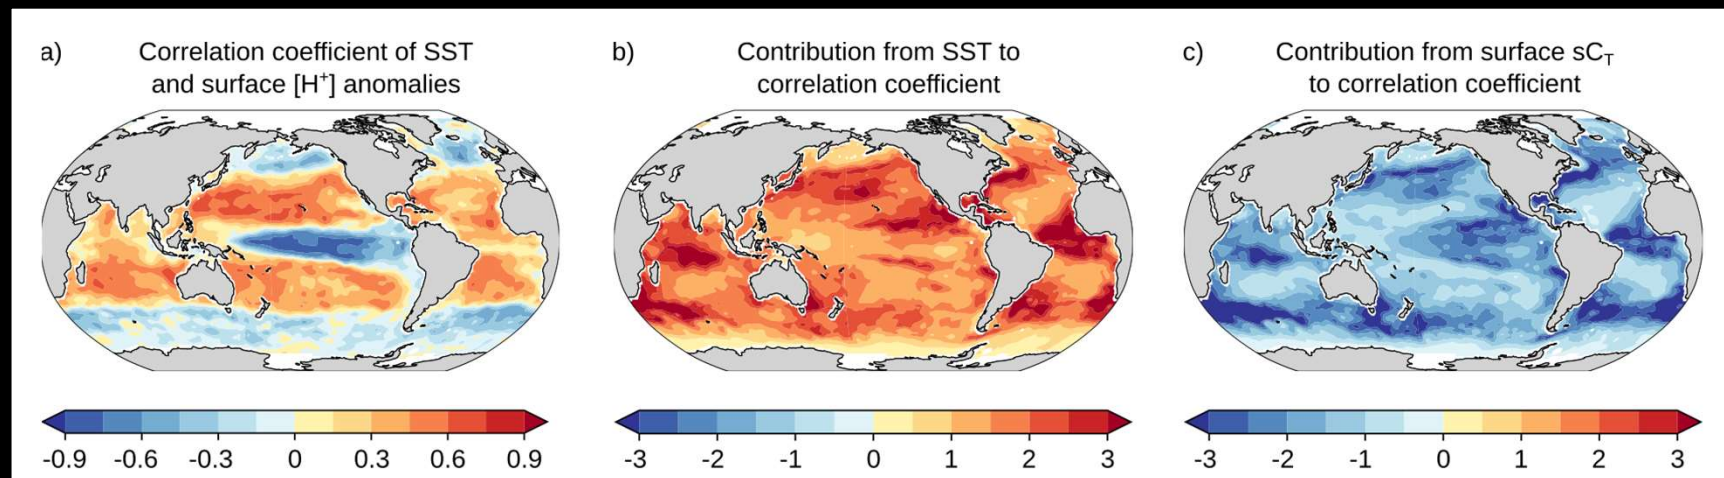 a) Correlation coefficient of SST
and surface [H⁺] anomalies
-0.9 -0.6 -0.3 0 0.3 0.6 0.9
b) Contribution from SST to
correlation coefficient
-3 -2 -1 0 1 2 3
c) Contribution from surface sC_T
to correlation coefficient
-3 -2 -1 0 1 2 3